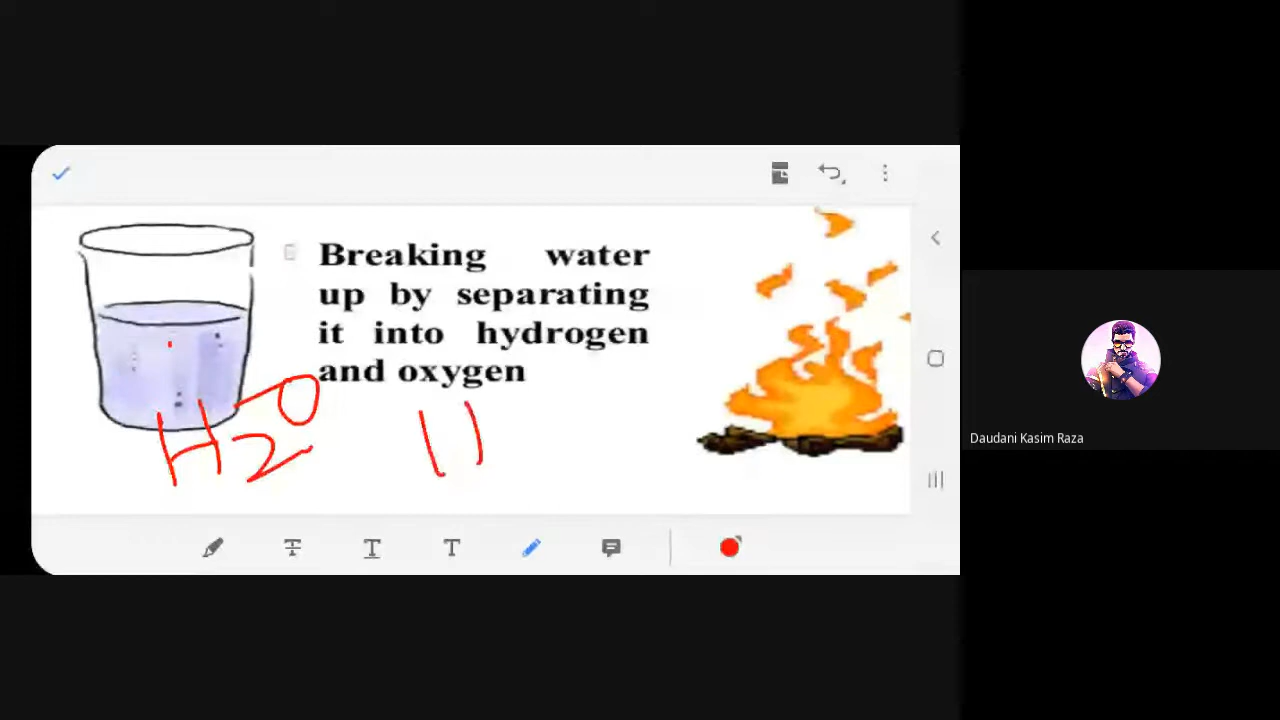 Breaking water
up by separating
it into hydrogen
and oxygen
H2O
Daudani Kasim Raza